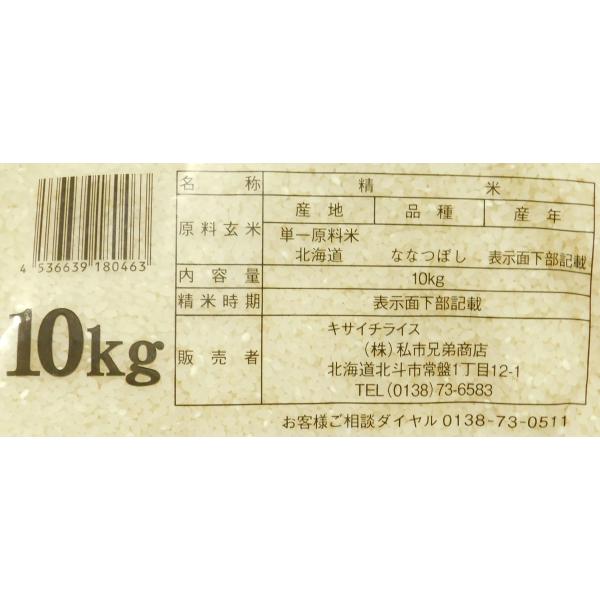 4 536639 180463
10kg
名称 精米
原料玄米 産地 品種 産年
単一原料米
北海道 ななつぼし 表示面下部記載
内容量 10kg
精米時期 表示面下部記載
販売者 キサイチライス
(株)私市兄弟商店
北海道北斗市常盤1丁目12-1
TEL(0138)73-6583
お客様ご相談ダイヤル 0138-73-0511